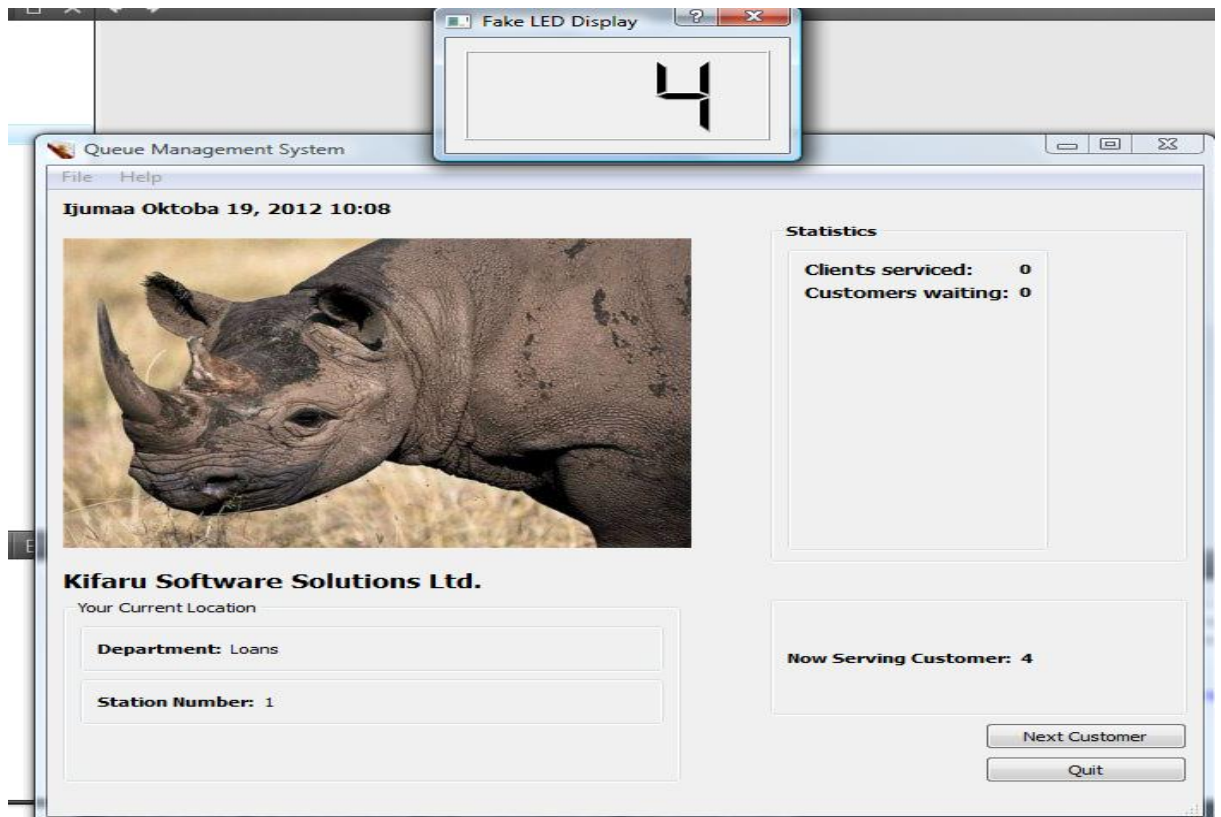 Fake LED Display
4
Queue Management System
File Help
Ijumaa Oktoba 19, 2012 10:08
Statistics
Clients serviced: 0
Customers waiting: 0
Kifaru Software Solutions Ltd.
Your Current Location
Department: Loans
Station Number: 1
Now Serving Customer: 4
Next Customer
Quit